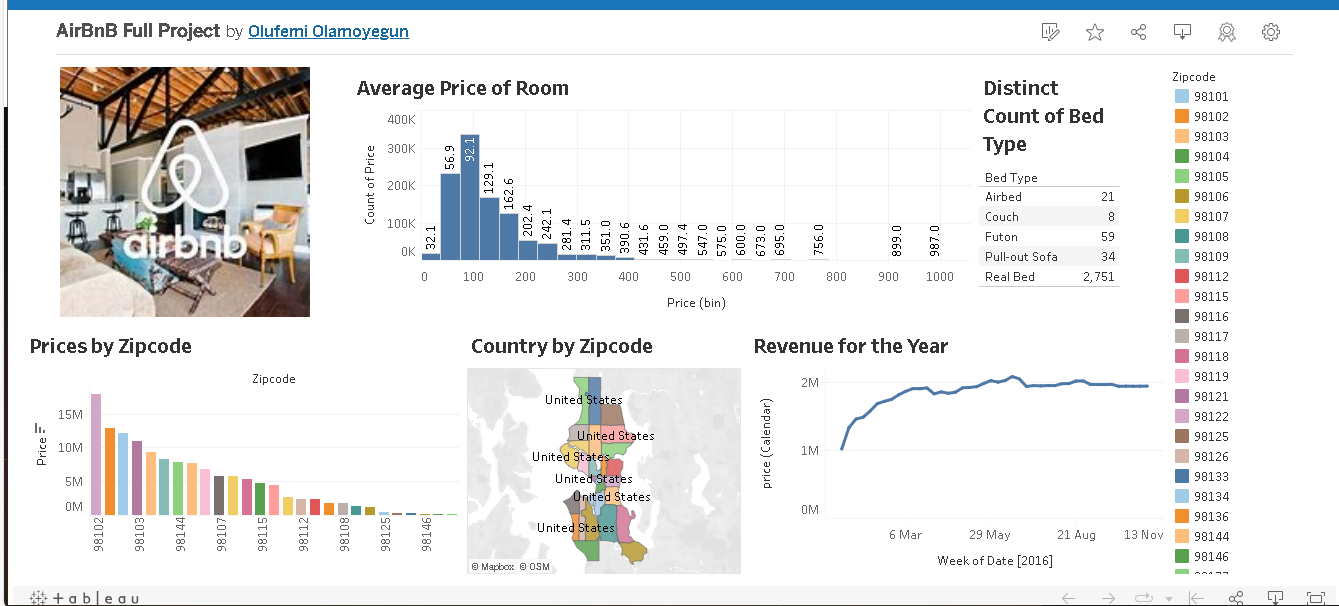 AirBnB Full Project by Olufemi Olamoyegun
airbnb
Average Price of Room
400K
300K
200K
100K
0K
Count of Price
32.1
56.9
92.1
129.1
162.6
202.4
242.1
281.4
311.5
351.0
390.6
431.6
459.0
497.4
547.0
575.0
600.0
673.0
695.0
756.0
899.0
987.0
0 100 200 300 400 500 600 700 800 900 1000
Price (bin)
Distinct
Count of Bed
Type
Bed Type
Airbed 21
Couch 8
Futon 59
Pull-out Sofa 34
Real Bed 2,751
Zipcode
98101
98102
98103
98104
98105
98106
98107
98108
98109
98112
98115
98116
98117
98118
98119
98121
98122
98125
98126
98133
98134
98136
98144
98146
Prices by Zipcode
Zipcode
15M
10M
5M
0M
Price
98102
98103
98144
98107
98115
98112
98108
98125
98146
Country by Zipcode
United States
United States
United States
United States
United States
United States
© Mapbox © OSM
Revenue for the Year
2M
1M
0M
price (Calendar)
6 Mar 29 May 21 Aug 13 Nov
Week of Date [2016]
+ableau